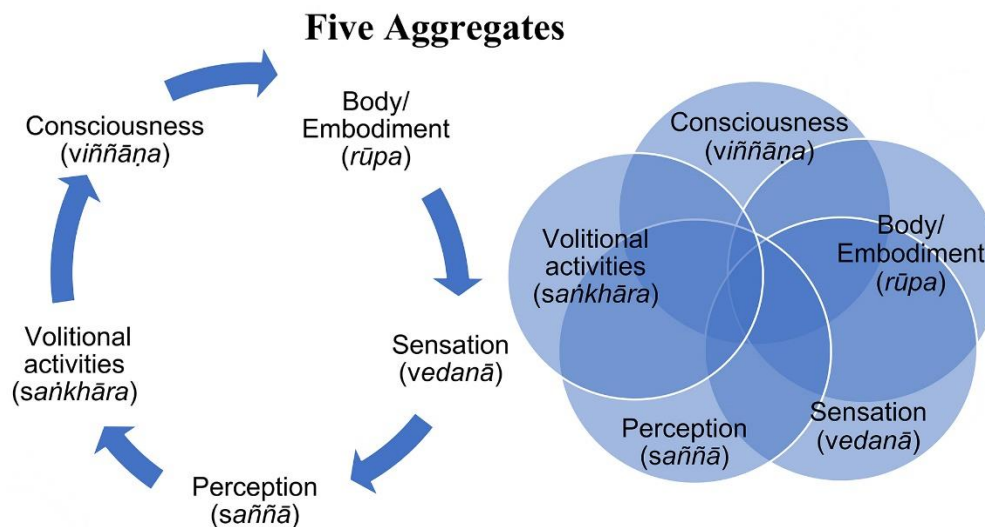 Five Aggregates
Body/
Embodiment
(rūpa)
Sensation
(vedanā)
Perception
(saññā)
Volitional
activities
(saṅkhāra)
Consciousness
(viññāṇa)
Consciousness
(viññāṇa)
Body/
Embodiment
(rūpa)
Sensation
(vedanā)
Perception
(saññā)
Volitional
activities
(saṅkhāra)